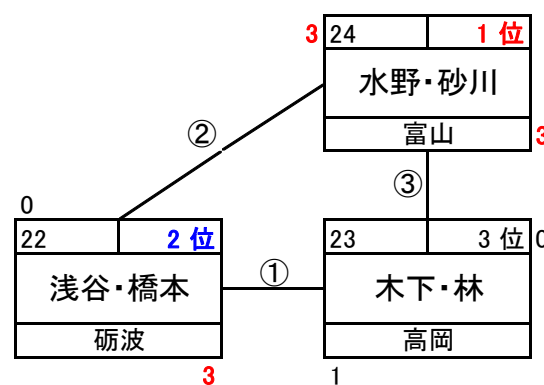 3 24 1 位
水野・砂川
富山 3
②
③
0
22 2 位
浅谷・橋本
砺波
3
①
23 3 位 0
木下・林
高岡
1